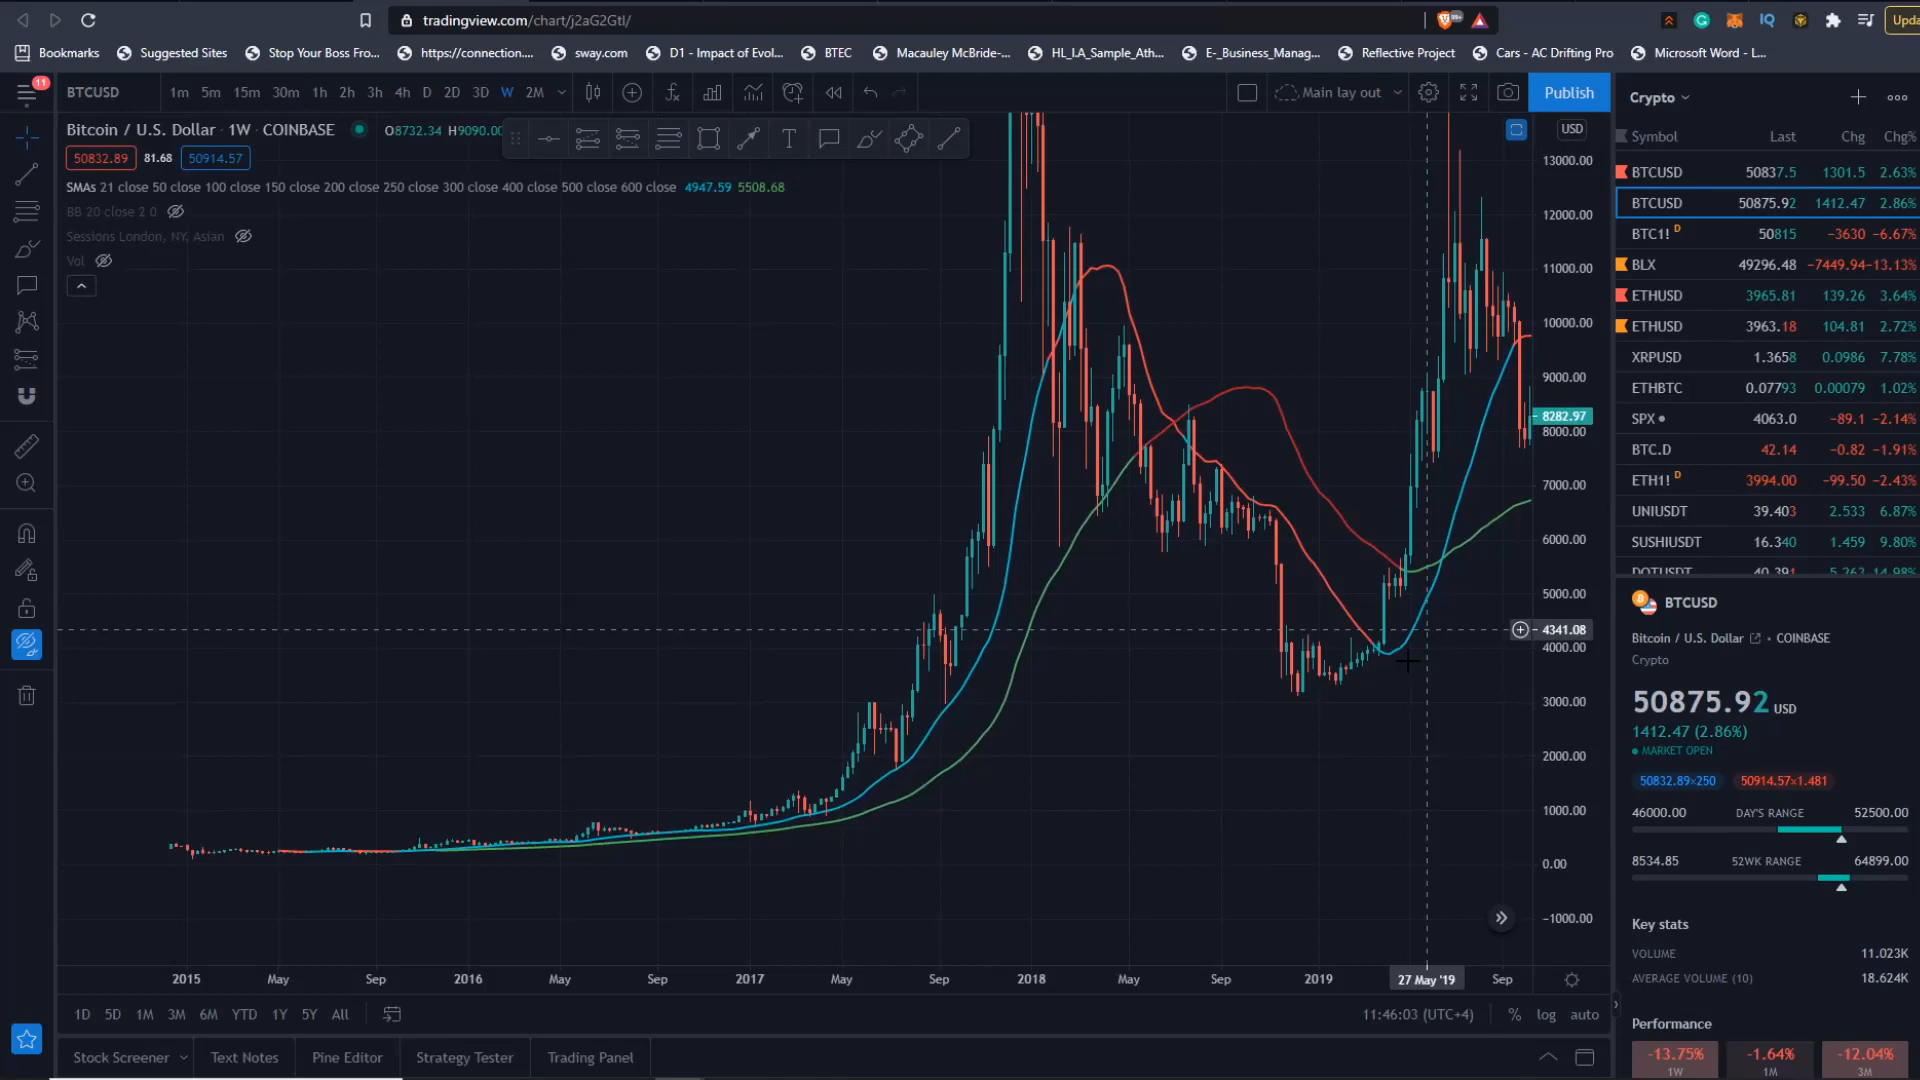 tradingview.com/chart/j2aG2Gtl/
Upda
Bookmarks Suggested Sites Stop Your Boss Fro... https://connection.... sway.com D1 - Impact of Evol... BTEC Macauley McBride-... HL_I.A_Sample_Ath... E-_Business_Manag... Reflective Project Cars - AC Drifting Pro Microsoft Word - L...
11
BTCUSD 1m 5m 15m 30m 1h 2h 3h 4h D 2D 3D W 2M Main lay out Publish
Bitcoin / U.S. Dollar · 1W · COINBASE O8732.34 H9090.00
50832.89 81.68 50914.57
SMAs 21 close 50 close 100 close 150 close 200 close 250 close 300 close 400 close 500 close 600 close 4947.59 5508.68
BB 20 close 2 0
Sessions London, NY, Asian
Vol
USD
13000.00
12000.00
11000.00
10000.00
9000.00
8282.97
8000.00
7000.00
6000.00
5000.00
4341.08
4000.00
3000.00
2000.00
1000.00
0.00
-1000.00
2015 May Sep 2016 May Sep 2017 May Sep 2018 May Sep 2019 27 May '19 Sep
1D 5D 1M 3M 6M YTD 1Y 5Y All 11:46:03 (UTC+4) % log auto
Stock Screener Text Notes Pine Editor Strategy Tester Trading Panel
Crypto
Symbol Last Chg Chg%
BTCUSD 50837.5 1301.5 2.63%
BTCUSD 50875.92 1412.47 2.86%
BTC1! D 50815 -3630 -6.67%
BLX 49296.48 -7449.94 -13.13%
ETHUSD 3965.81 139.26 3.64%
ETHUSD 3963.18 104.81 2.72%
XRPUSD 1.3658 0.0986 7.78%
ETHBTC 0.07793 0.00079 1.02%
SPX 4063.0 -89.1 -2.14%
BTC.D 42.14 -0.82 -1.91%
ETH1! D 3994.00 -99.50 -2.43%
UNIUSDT 39.403 2.533 6.87%
SUSHIUSDT 16.340 1.459 9.80%
DOTUSDT 40.391 5.263 14.98%
BTCUSD
Bitcoin / U.S. Dollar · COINBASE
Crypto
50875.92 USD
1412.47 (2.86%)
MARKET OPEN
50832.89×250 50914.57×1.481
46000.00 DAY'S RANGE 52500.00
8534.85 52WK RANGE 64899.00
Key stats
VOLUME 11.023K
AVERAGE VOLUME (10) 18.624K
Performance
-13.75% -1.64% -12.04%
1W 1M 3M